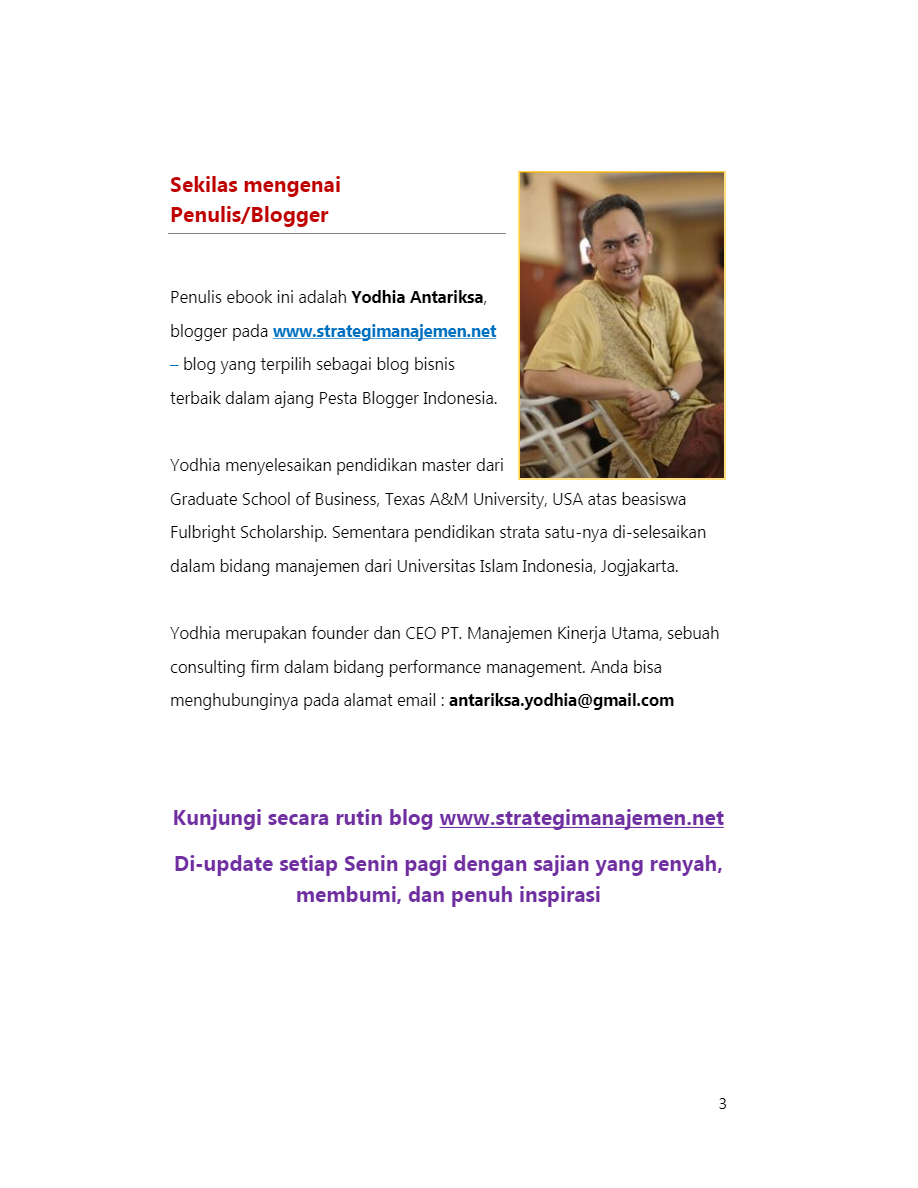 Sekilas mengenai
Penulis/Blogger
Penulis ebook ini adalah Yodhia Antariksa,
blogger pada www.strategimanajemen.net
– blog yang terpilih sebagai blog bisnis
terbaik dalam ajang Pesta Blogger Indonesia.
Yodhia menyelesaikan pendidikan master dari
Graduate School of Business, Texas A&M University, USA atas beasiswa
Fulbright Scholarship. Sementara pendidikan strata satu-nya di-selesaikan
dalam bidang manajemen dari Universitas Islam Indonesia, Jogjakarta.
Yodhia merupakan founder dan CEO PT. Manajemen Kinerja Utama, sebuah
consulting firm dalam bidang performance management. Anda bisa
menghubunginya pada alamat email : antariksa.yodhia@gmail.com
Kunjungi secara rutin blog www.strategimanajemen.net
Di-update setiap Senin pagi dengan sajian yang renyah,
membumi, dan penuh inspirasi
3